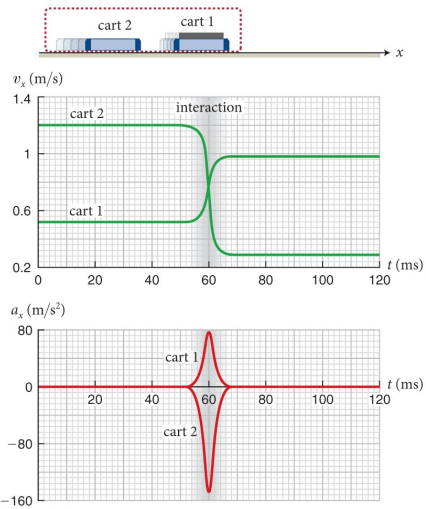 cart 2
cart 1
x
vx (m/s)
1.4
interaction
cart 2
1
0.6
cart 1
0.2
t (ms)
0 20 40 60 80 100 120
ax (m/s²)
80
cart 1
0
t (ms)
20 40 60 80 100 120
cart 2
−80
−160